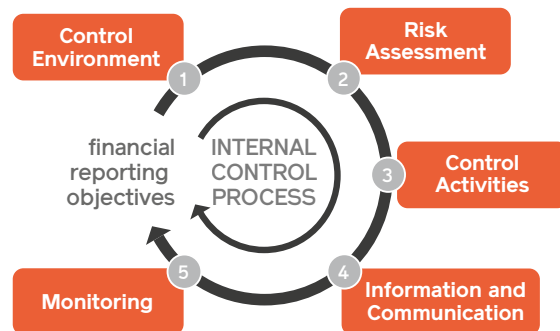 Control
Environment
1
Risk
Assessment
2
financial
reporting
objectives
INTERNAL
CONTROL
PROCESS
3
Control
Activities
Monitoring
5
4
Information and
Communication